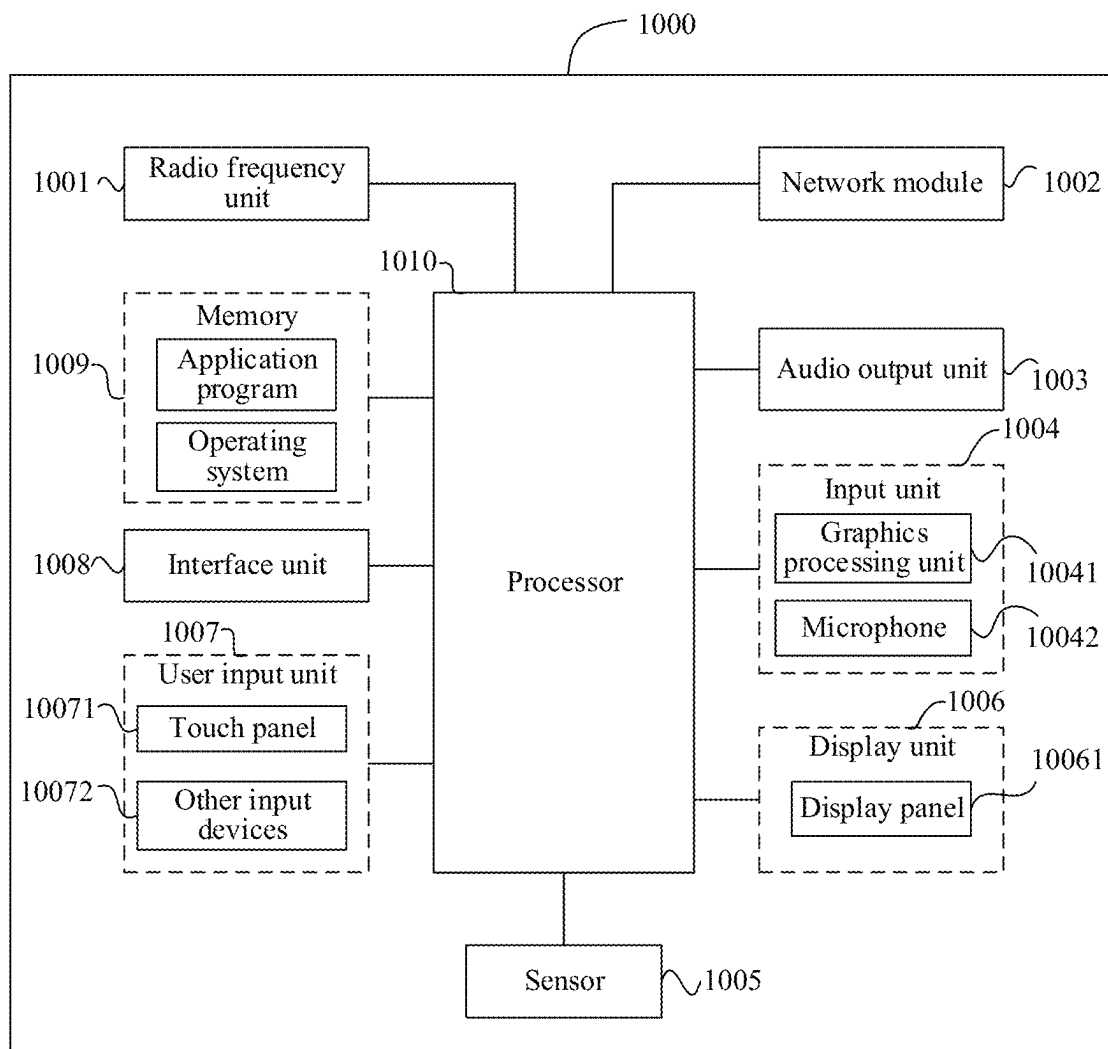 1000
1001
Radio frequency
unit
Network module
1002
1010
Memory
1009
Application
program
Operating
system
Audio output unit
1003
1004
Input unit
Graphics
processing unit
10041
Microphone
10042
1008
Interface unit
Processor
1007
User input unit
10071
Touch panel
10072
Other input
devices
1006
Display unit
10061
Display panel
Sensor
1005